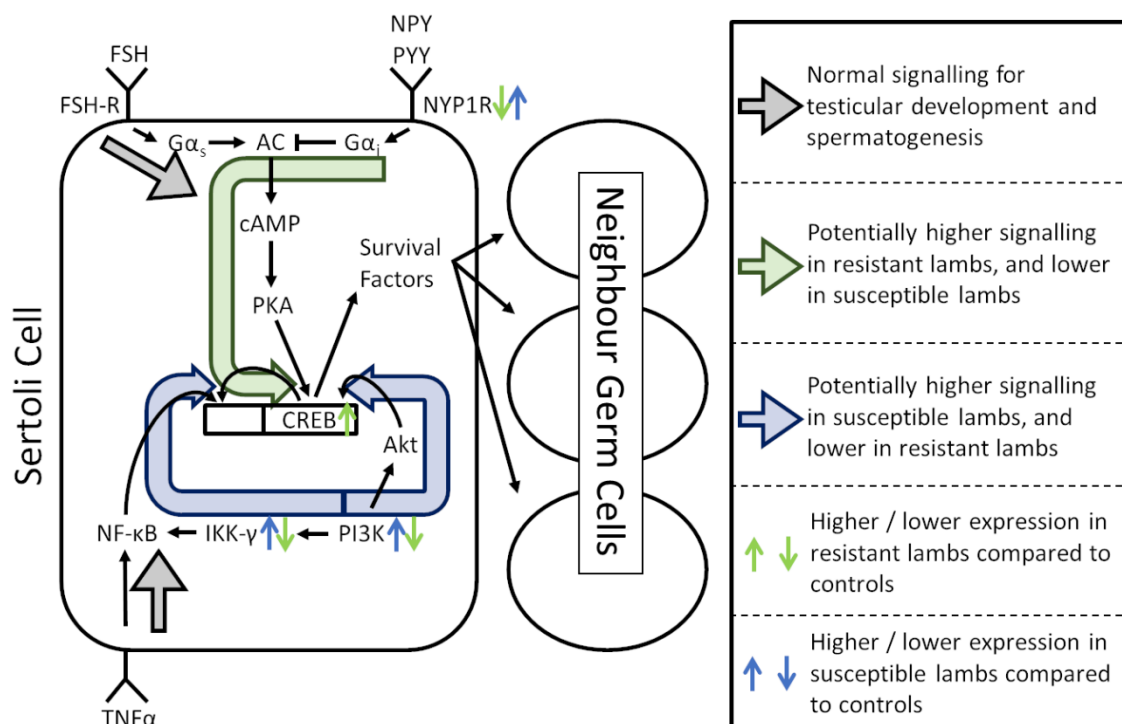 NPY
FSH
PYY
FSH-R
NYP1R
Gαs
AC
Gαi
cAMP
Survival
Factors
PKA
CREB
Akt
NF-κB
IKK-γ
PI3K
TNFα
Sertoli Cell
Neighbour Germ Cells
Normal signalling for
testicular development and
spermatogenesis
Potentially higher signalling
in resistant lambs, and lower
in susceptible lambs
Potentially higher signalling
in susceptible lambs, and
lower in resistant lambs
Higher / lower expression in
resistant lambs compared to
controls
Higher / lower expression in
susceptible lambs compared
to controls